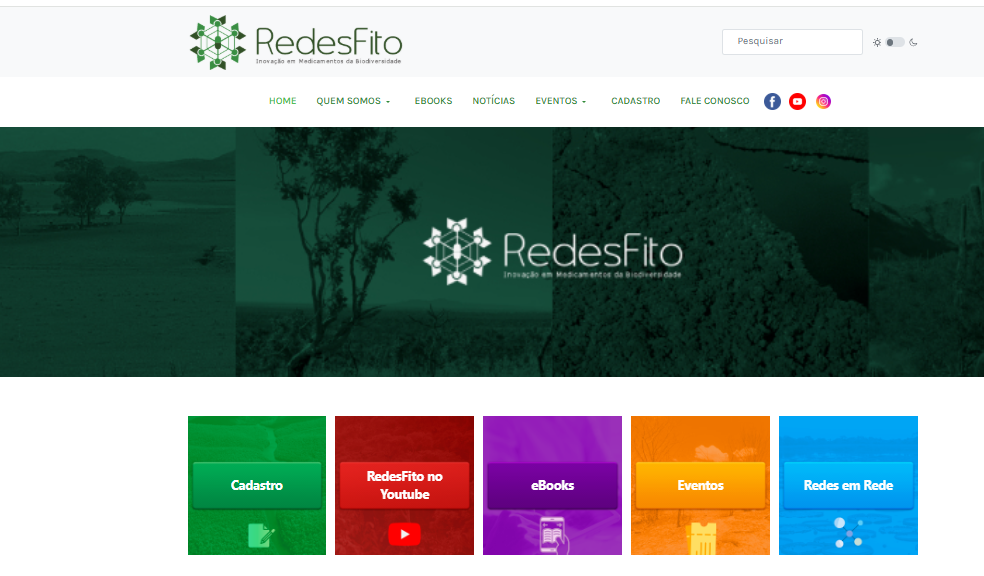 RedesFito
Inovação em Medicamentos da Biodiversidade
Pesquisar
HOME QUEM SOMOS EBOOKS NOTÍCIAS EVENTOS CADASTRO FALE CONOSCO
RedesFito
Inovação em Medicamentos da Biodiversidade
Cadastro
RedesFito no
Youtube
eBooks
Eventos
Redes em Rede